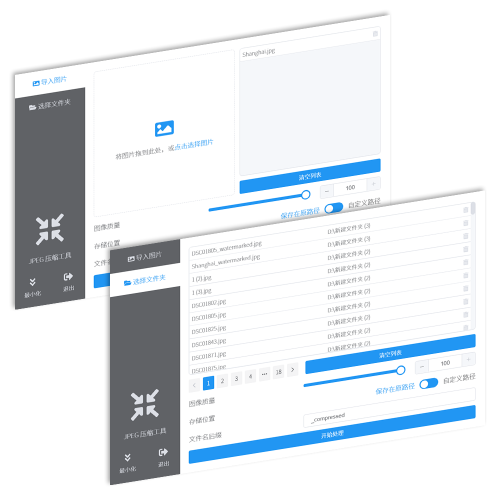 导入图片
选择文件夹
JPEG 压缩工具
最小化
退出
将图片拖到此处，或点击选择图片
Shanghai.jpg
清空列表
图像质量
100
存储位置
保存在原路径
自定义路径
导入图片
选择文件夹
JPEG 压缩工具
最小化
退出
DSC01805_watermarked.jpg
D:\新建文件夹 (3)
Shanghai_watermarked.jpg
D:\新建文件夹 (3)
1 (2).jpg
D:\新建文件夹 (2)
1 (3).jpg
D:\新建文件夹 (2)
DSC01802.jpg
D:\新建文件夹 (2)
DSC01805.jpg
D:\新建文件夹 (2)
DSC01825.jpg
D:\新建文件夹 (2)
DSC01843.jpg
D:\新建文件夹 (2)
DSC01871.jpg
D:\新建文件夹 (2)
DSC01875.jpg
D:\新建文件夹 (2)
1 2 3 4 ··· 18
清空列表
图像质量
100
存储位置
保存在原路径
自定义路径
文件名后缀
_compressed
开始处理